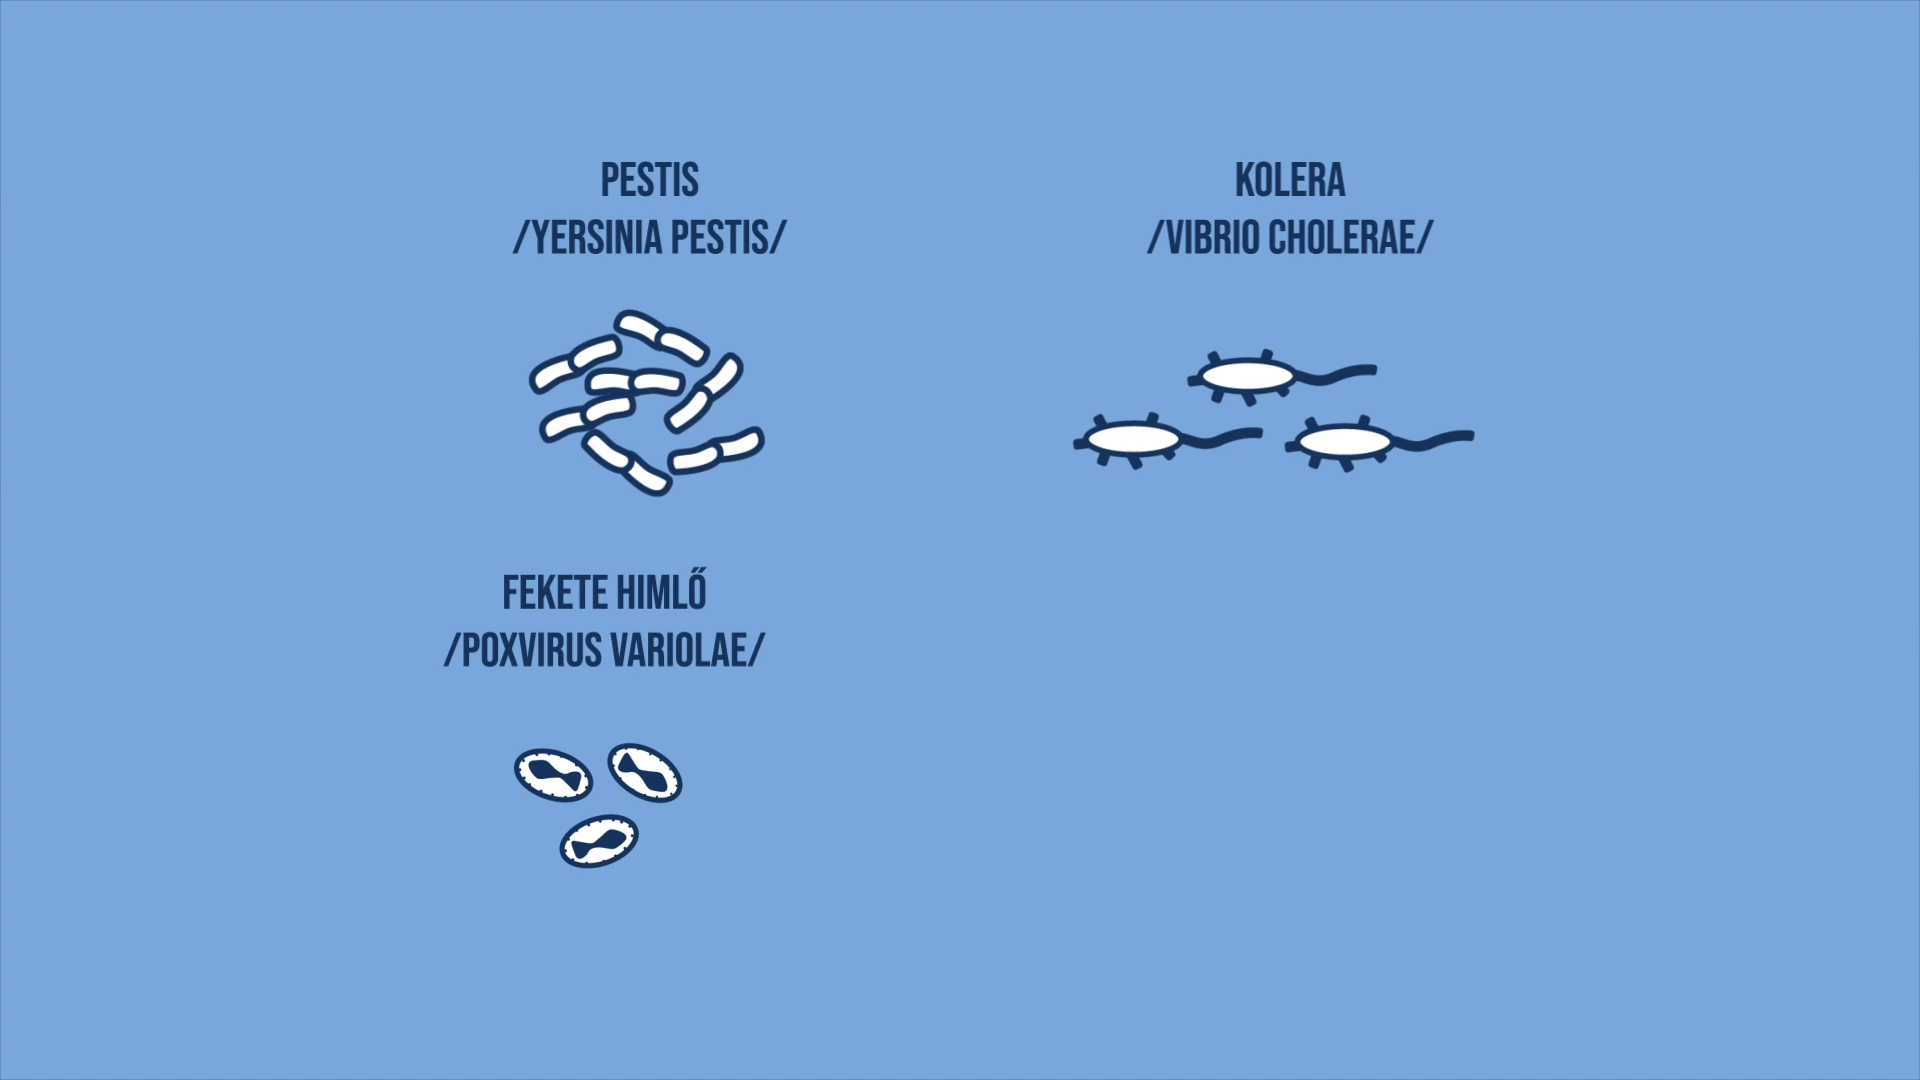 PESTIS
/YERSINIA PESTIS/
KOLERA
/VIBRIO CHOLERAE/
FEKETE HIMLŐ
/POXVIRUS VARIOLAE/